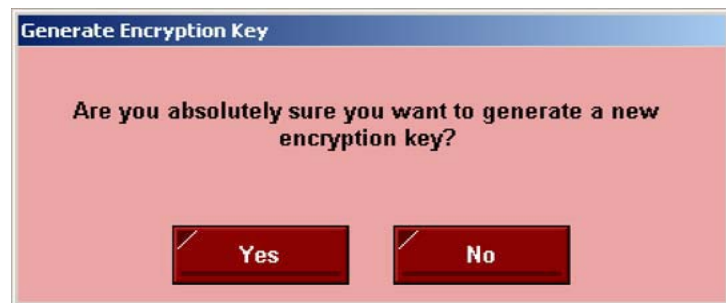 Generate Encryption Key
Are you absolutely sure you want to generate a new
encryption key?
Yes No